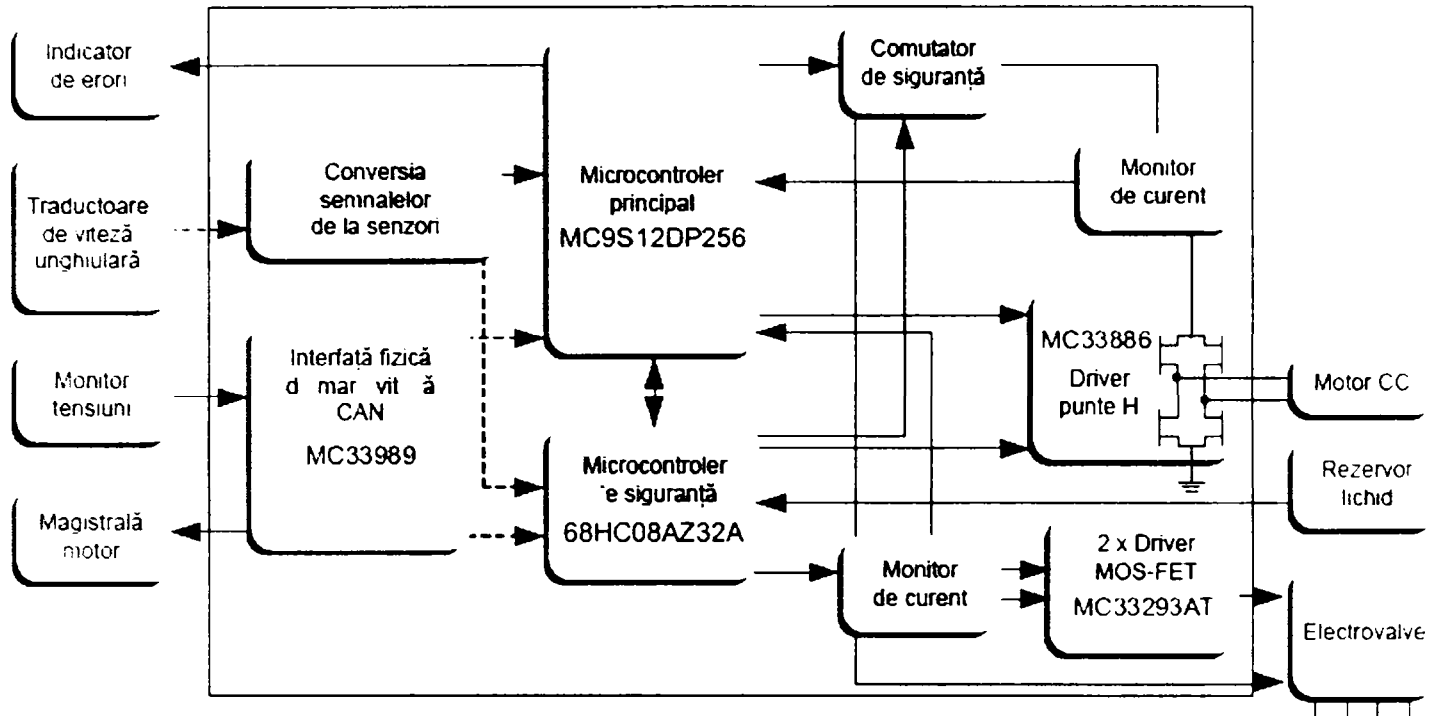 Indicator
de erori
Traductoare
de viteză
unghiulară
Monitor
tensiuni
Magistrală
motor
Conversia
semnalelor
de la senzori
Interfață fizică
CAN
MC33989
Microcontroler
principal
MC9S12DP256
Microcontroler
siguranță
68HC08AZ32A
Comutator
de siguranță
Monitor
de curent
MC33886
Driver
punte H
Monitor
de curent
2 x Driver
MOS-FET
MC33293AT
Motor CC
Rezervor
lichid
Electrovalve